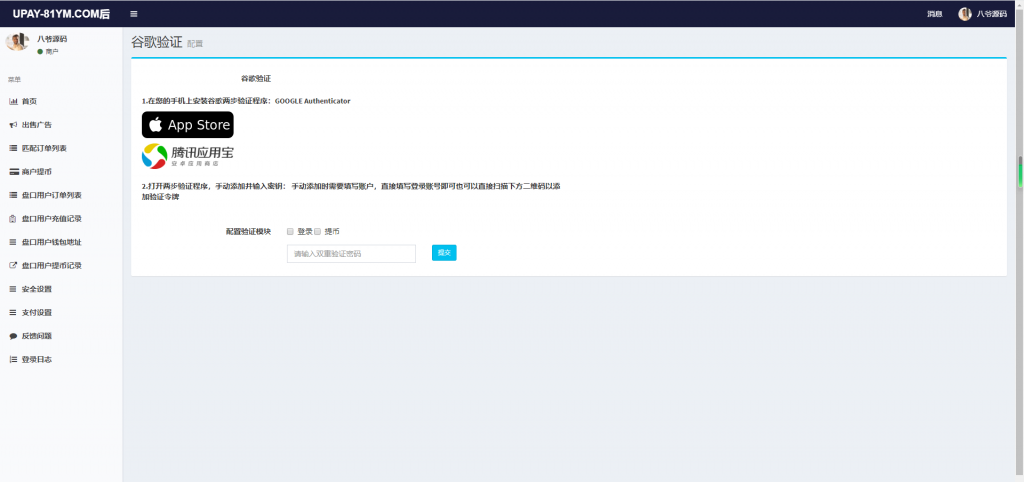 UPAY-81YM.COM后
消息
八爷源码
八爷源码
商户
菜单
首页
出售广告
匹配订单列表
商户提币
盘口用户订单列表
盘口用户充值记录
盘口用户钱包地址
盘口用户提币记录
安全设置
支付设置
反馈问题
登录日志
谷歌验证 配置
谷歌验证
1.在您的手机上安装谷歌两步验证程序：GOOGLE Authenticator
App Store
腾讯应用宝
安卓应用商店
2.打开两步验证程序，手动添加并输入密钥： 手动添加时需要填写账户，直接填写登录账号即可也可以直接扫描下方二维码以添
加验证令牌
配置验证模块 登录 提币
请输入双重验证密码 提交